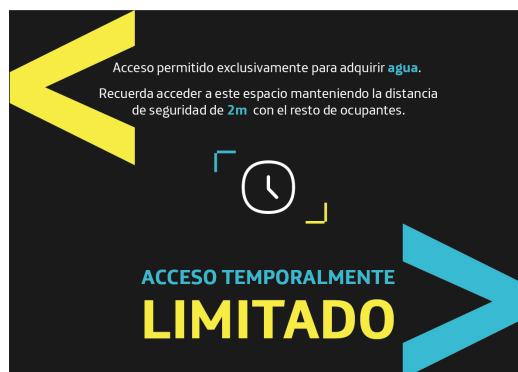 Acceso permitido exclusivamente para adquirir agua.
Recuerda acceder a este espacio manteniendo la distancia
de seguridad de 2m con el resto de ocupantes.
ACCESO TEMPORALMENTE
LIMITADO